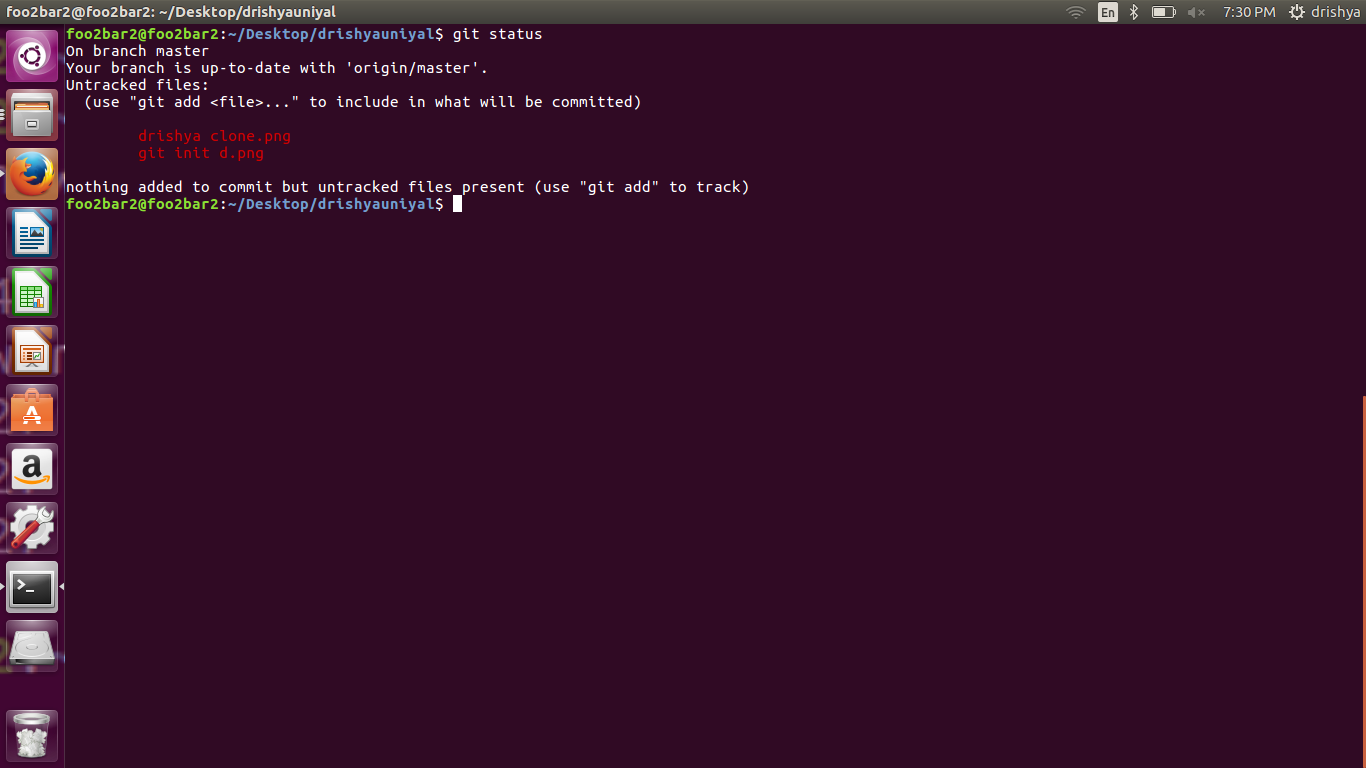 foo2bar2@foo2bar2: ~/Desktop/drishyauniyal
En
7:30 PM
drishya
foo2bar2@foo2bar2:~/Desktop/drishyauniyal$ git status
On branch master
Your branch is up-to-date with 'origin/master'.
Untracked files:
  (use "git add <file>..." to include in what will be committed)
        drishya clone.png
        git init d.png
nothing added to commit but untracked files present (use "git add" to track)
foo2bar2@foo2bar2:~/Desktop/drishyauniyal$
A
a
>_